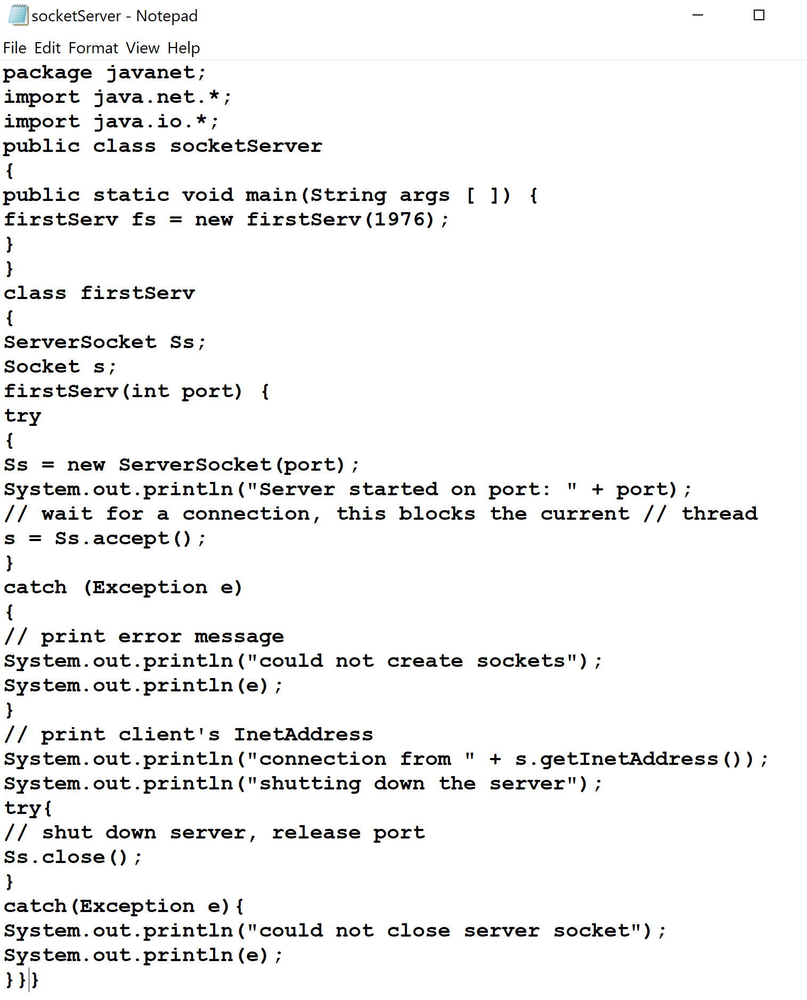 socketServer - Notepad
File Edit Format View Help
package javanet;
import java.net.*;
import java.io.*;
public class socketServer
{
public static void main(String args [ ]) {
firstServ fs = new firstServ(1976);
}
}
class firstServ
{
ServerSocket Ss;
Socket s;
firstServ(int port) {
try
{
Ss = new ServerSocket(port);
System.out.println("Server started on port: " + port);
// wait for a connection, this blocks the current // thread
s = Ss.accept();
}
catch (Exception e)
{
// print error message
System.out.println("could not create sockets");
System.out.println(e);
}
// print client's InetAddress
System.out.println("connection from " + s.getInetAddress());
System.out.println("shutting down the server");
try{
// shut down server, release port
Ss.close();
}
catch(Exception e){
System.out.println("could not close server socket");
System.out.println(e);
}}}